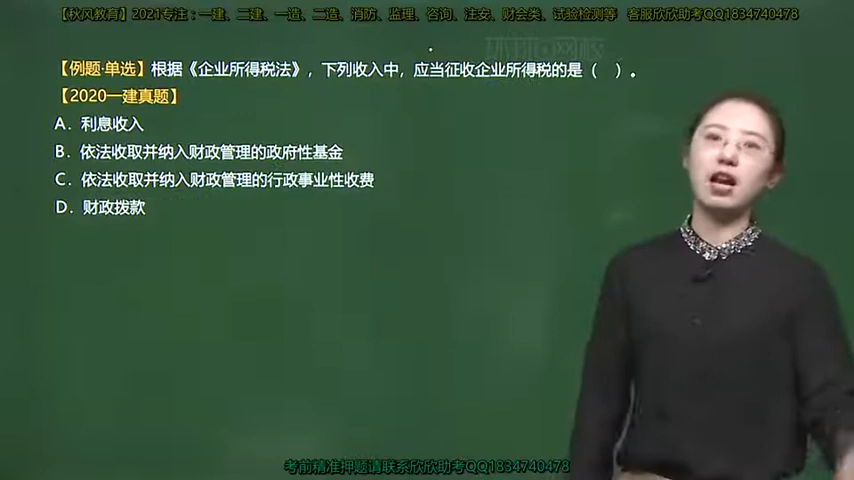 【秋风教育】2021专注：一建、二建、一造、二造、消防、监理、咨询、注安、财会类、试验检测等 客服欣欣助考QQ1834740478
【例题·单选】根据《企业所得税法》，下列收入中，应当征收企业所得税的是（ ）。
【2020一建真题】
A．利息收入
B．依法收取并纳入财政管理的政府性基金
C．依法收取并纳入财政管理的行政事业性收费
D．财政拨款
考前精准押题请联系欣欣助考QQ1834740478